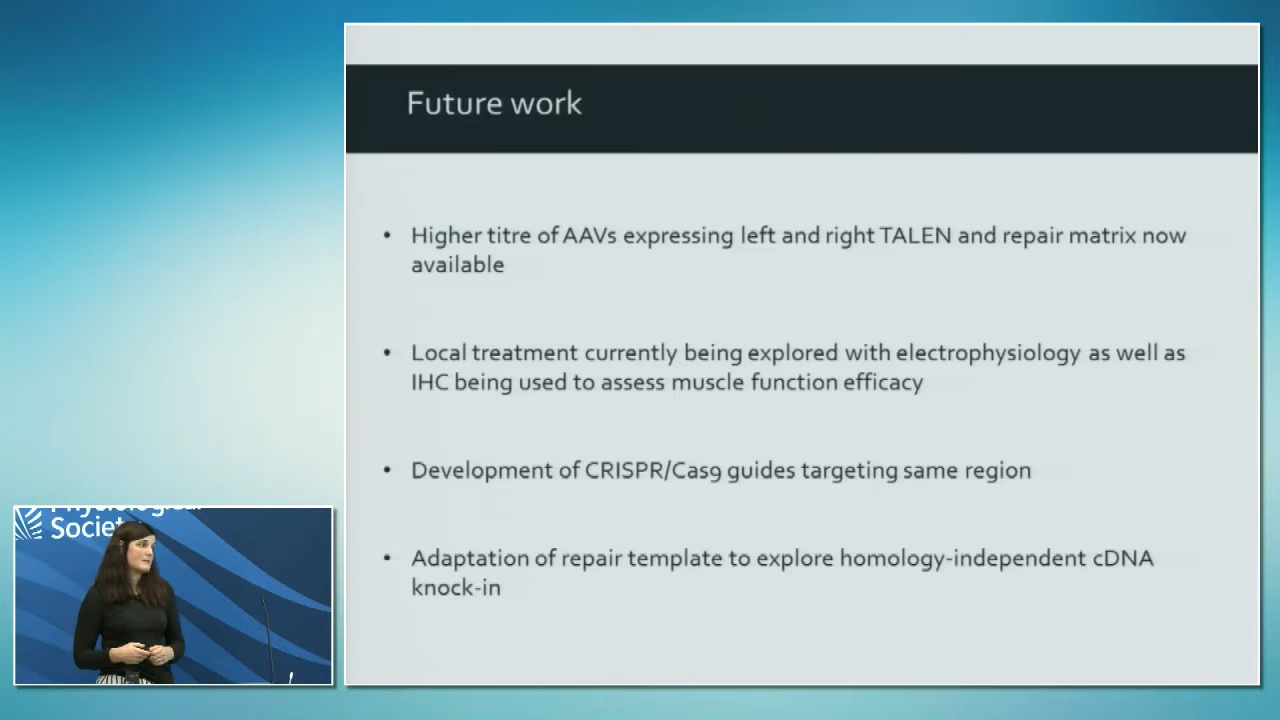 Future work
• Higher titre of AAVs expressing left and right TALEN and repair matrix now
available
• Local treatment currently being explored with electrophysiology as well as
IHC being used to assess muscle function efficacy
• Development of CRISPR/Cas9 guides targeting same region
• Adaptation of repair template to explore homology-independent cDNA
knock-in
Physiological
Society